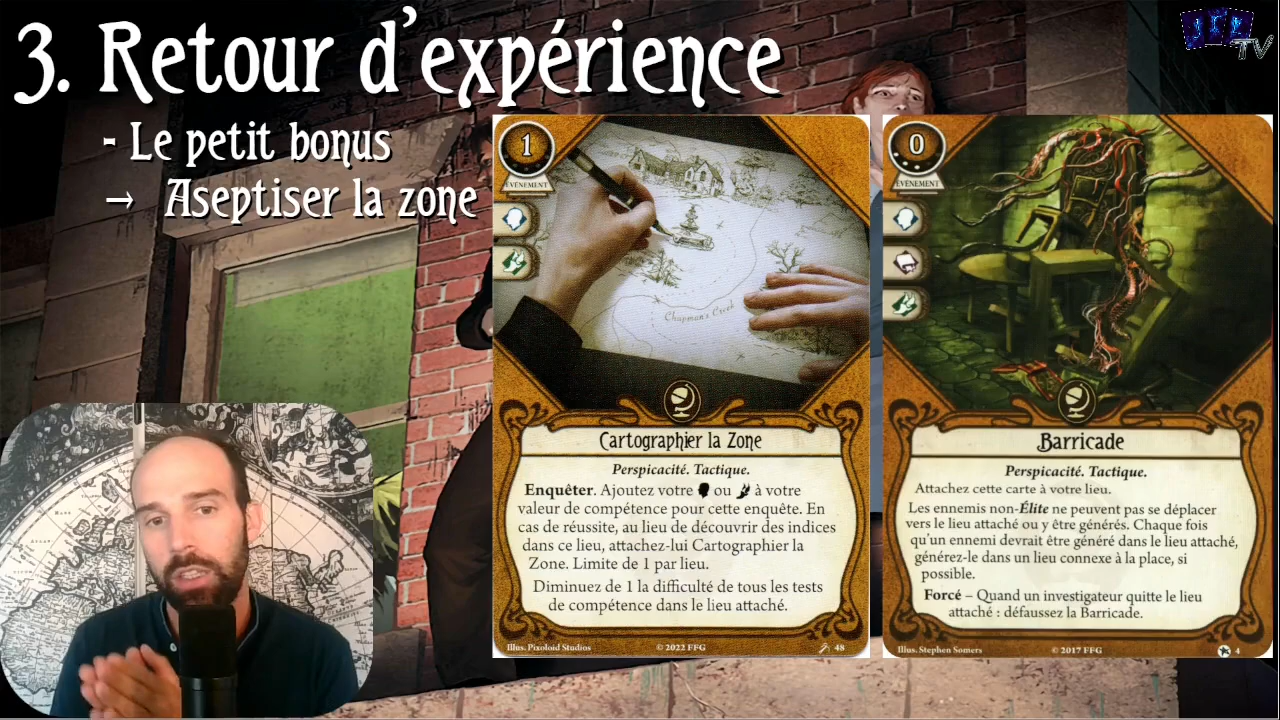 3. Retour d'expérience
- Le petit bonus
→ Aseptiser la zone
TV
1
ÉVÉNEMENT
Chapman's Creek
Cartographier la Zone
Perspicacité. Tactique.
Enquêter. Ajoutez votre ou à votre
valeur de compétence pour cette enquête. En
cas de réussite, au lieu de découvrir des indices
dans ce lieu, attachez-lui Cartographier la
Zone. Limite de 1 par lieu.
Diminuez de 1 la difficulté de tous les tests
de compétence dans le lieu attaché.
Illus. Pixoloid Studios © 2022 FFG 48
0
ÉVÉNEMENT
Barricade
Perspicacité. Tactique.
Attachez cette carte à votre lieu.
Les ennemis non-Élite ne peuvent pas se déplacer
vers le lieu attaché ou y être générés. Chaque fois
qu'un ennemi devrait être généré dans le lieu attaché,
générez-le dans un lieu connexe à la place, si
possible.
Forcé – Quand un investigateur quitte le lieu
attaché : défaussez la Barricade.
Illus. Stephen Somers © 2017 FFG 4